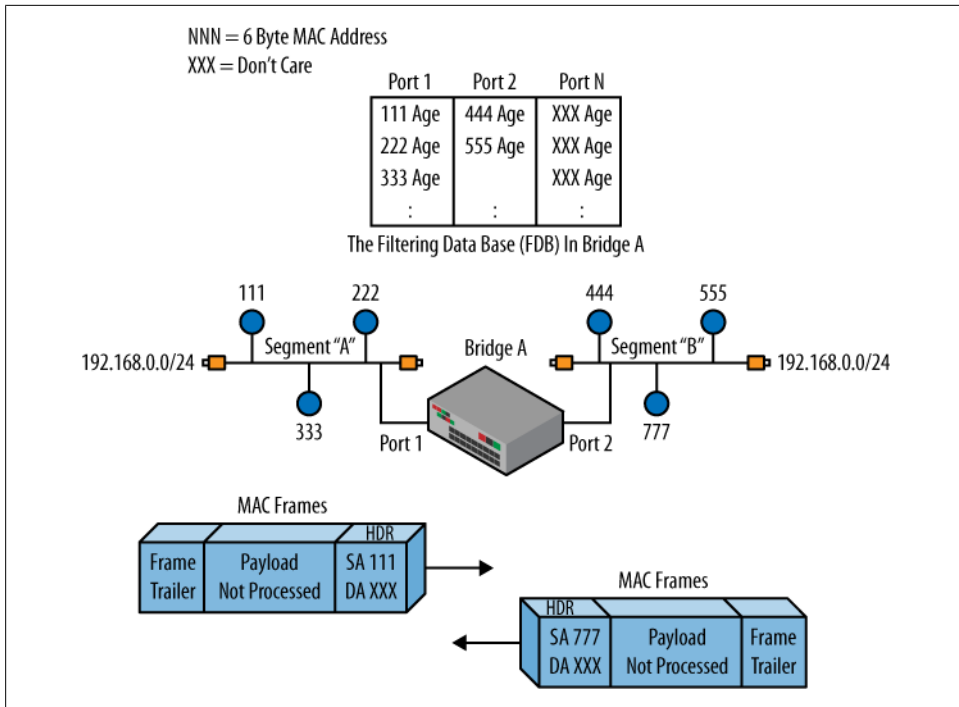 NNN = 6 Byte MAC Address
XXX = Don't Care
Port 1 Port 2 Port N
111 Age 444 Age XXX Age
222 Age 555 Age XXX Age
333 Age XXX Age
: : :
The Filtering Data Base (FDB) In Bridge A
111 222 444 555
Segment "A" Bridge A Segment "B"
192.168.0.0/24 192.168.0.0/24
333 Port 1 Port 2 777
MAC Frames
HDR
Frame Trailer
Payload Not Processed
SA 111
DA XXX
MAC Frames
HDR
SA 777
DA XXX
Payload Not Processed
Frame Trailer